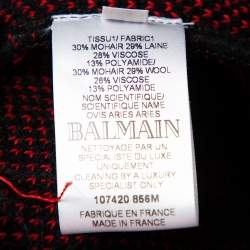 TISSU1/ FABRIC1
30% MOHAIR 29% LAINE
28% VISCOSE
13% POLYAMIDE/
30% MOHAIR 29% WOOL
28% VISCOSE
13% POLYAMIDE
NOM SCIENTIFIQUE/
SCIENTIFIQUE NAME
OVIS ARIES ARIES
BALMAIN
NETTOYAGE PAR UN
SPECIALISTE DU LUXE
UNIQUEMENT
CLEANING BY A LUXURY
SPECIALIST ONLY
107420 856M
FABRIQUE EN FRANCE
MADE IN FRANCE